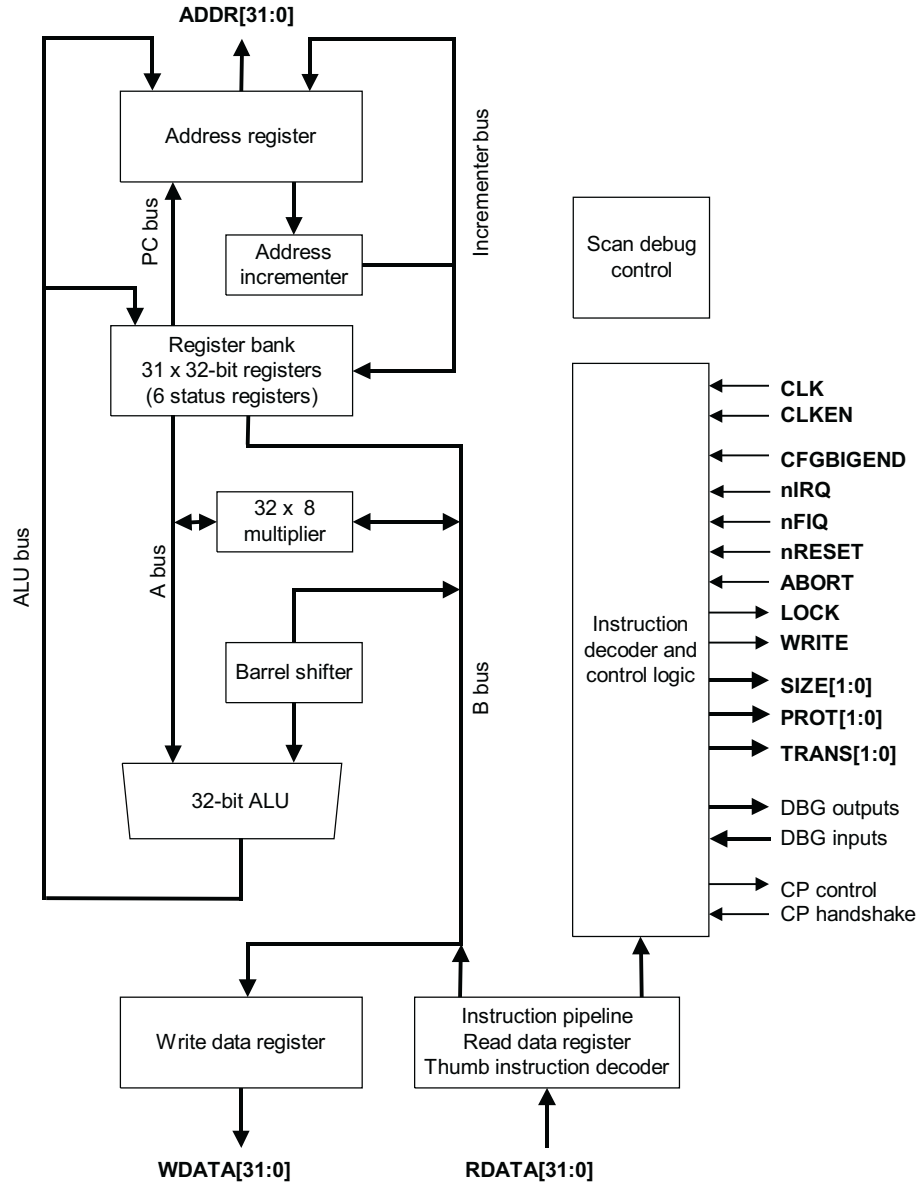 ADDR[31:0]
Address register
Incrementer bus
PC bus
Address
incrementer
Scan debug
control
Register bank
31 x 32-bit registers
(6 status registers)
CLK
CLKEN
CFGBIGEND
nIRQ
nFIQ
nRESET
ABORT
LOCK
WRITE
SIZE[1:0]
PROT[1:0]
TRANS[1:0]
DBG outputs
DBG inputs
CP control
CP handshake
32 x 8
multiplier
ALU bus
A bus
Instruction
decoder and
control logic
Barrel shifter
B bus
32-bit ALU
Write data register
Instruction pipeline
Read data register
Thumb instruction decoder
WDATA[31:0]
RDATA[31:0]